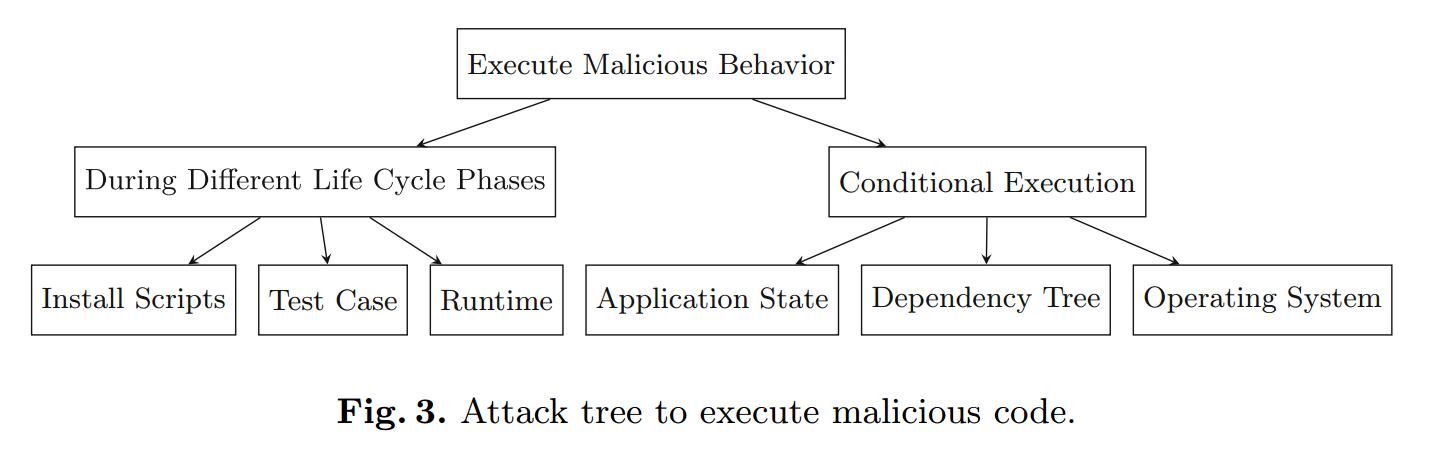 Execute Malicious Behavior
During Different Life Cycle Phases
Conditional Execution
Install Scripts
Test Case
Runtime
Application State
Dependency Tree
Operating System
Fig. 3. Attack tree to execute malicious code.